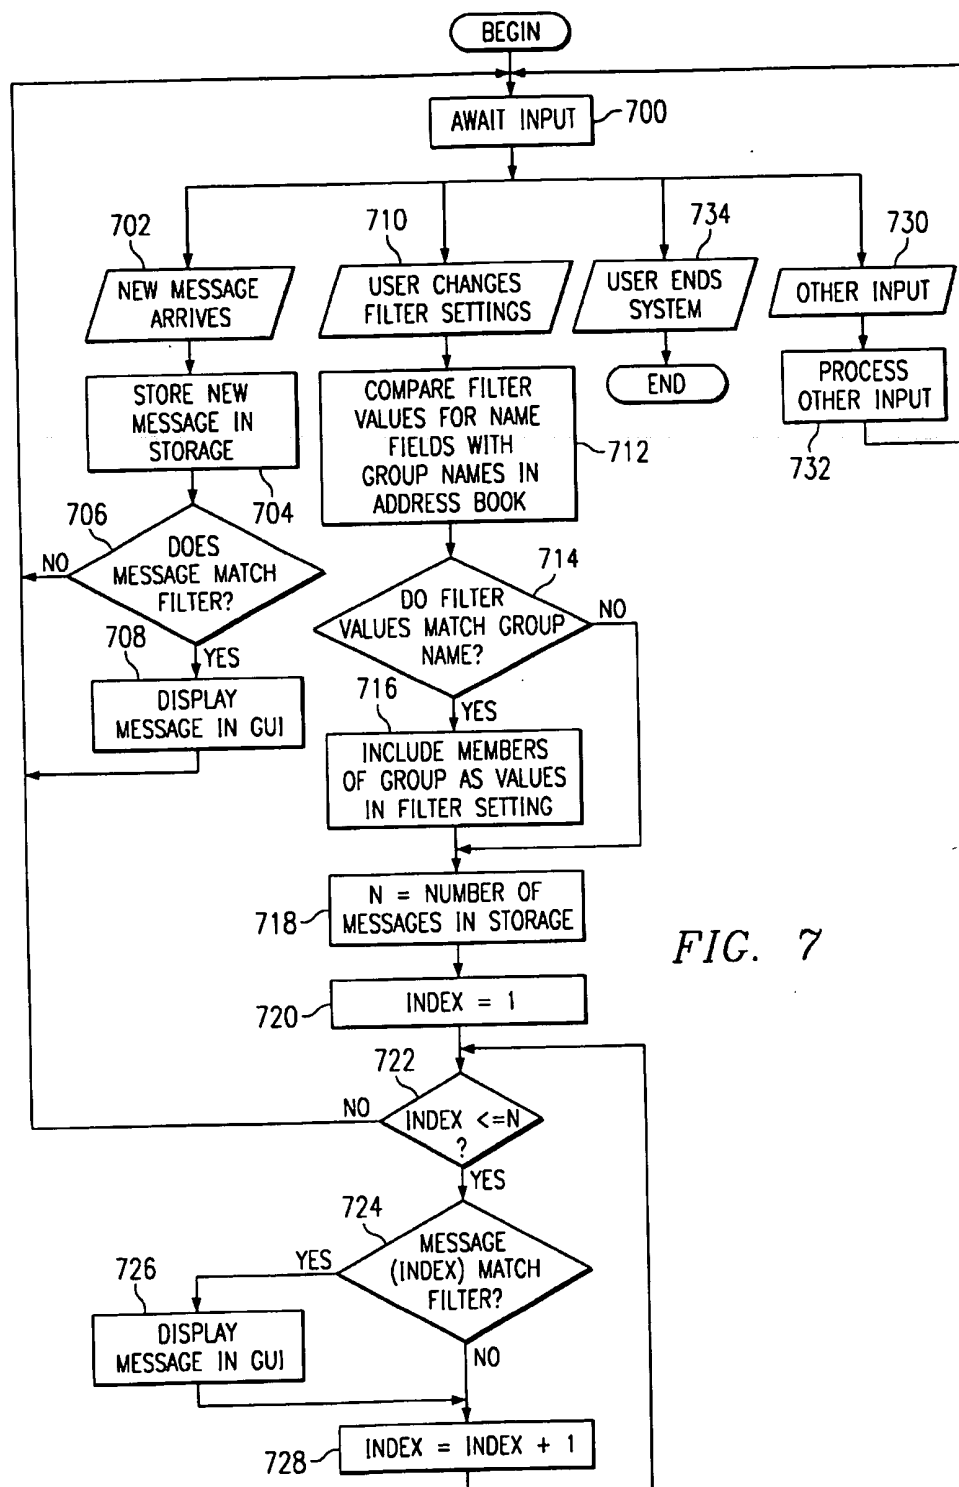 BEGIN
AWAIT INPUT
700
702
NEW MESSAGE
ARRIVES
710
USER CHANGES
FILTER SETTINGS
734
USER ENDS
SYSTEM
730
OTHER INPUT
STORE NEW
MESSAGE IN
STORAGE
704
COMPARE FILTER
VALUES FOR NAME
FIELDS WITH
GROUP NAMES IN
ADDRESS BOOK
712
END
PROCESS
OTHER INPUT
732
706
DOES
MESSAGE MATCH
FILTER?
NO
YES
708
DISPLAY
MESSAGE IN GUI
714
DO FILTER
VALUES MATCH GROUP
NAME?
NO
YES
716
INCLUDE MEMBERS
OF GROUP AS VALUES
IN FILTER SETTING
718
N = NUMBER OF
MESSAGES IN STORAGE
FIG. 7
720
INDEX = 1
722
NO
INDEX <=N
?
YES
724
MESSAGE
(INDEX) MATCH
FILTER?
YES
NO
726
DISPLAY
MESSAGE IN GUI
728
INDEX = INDEX + 1